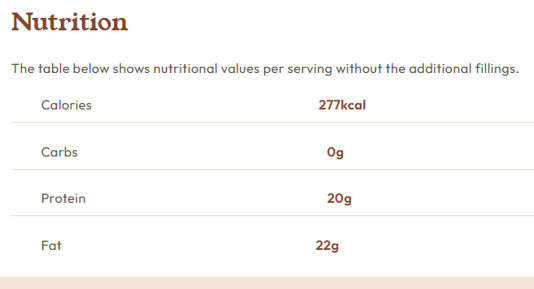 Nutrition
The table below shows nutritional values per serving without the additional fillings.
Calories 277kcal
Carbs 0g
Protein 20g
Fat 22g